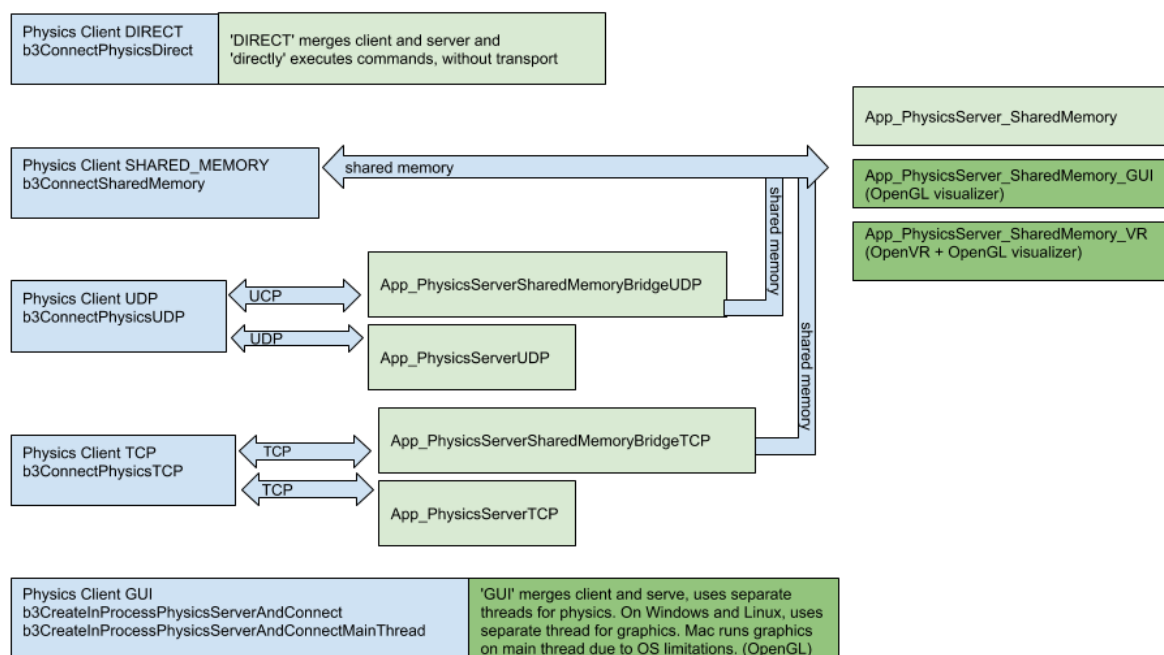 Physics Client DIRECT
b3ConnectPhysicsDirect
'DIRECT' merges client and server and
'directly' executes commands, without transport
App_PhysicsServer_SharedMemory
Physics Client SHARED_MEMORY
b3ConnectSharedMemory
shared memory
App_PhysicsServer_SharedMemory_GUI
(OpenGL visualizer)
App_PhysicsServer_SharedMemory_VR
(OpenVR + OpenGL visualizer)
shared memory
shared memory
Physics Client UDP
b3ConnectPhysicsUDP
UCP
UDP
App_PhysicsServerSharedMemoryBridgeUDP
App_PhysicsServerUDP
Physics Client TCP
b3ConnectPhysicsTCP
TCP
TCP
App_PhysicsServerSharedMemoryBridgeTCP
App_PhysicsServerTCP
Physics Client GUI
b3CreateInProcessPhysicsServerAndConnect
b3CreateInProcessPhysicsServerAndConnectMainThread
'GUI' merges client and serve, uses separate
threads for physics. On Windows and Linux, uses
separate thread for graphics. Mac runs graphics
on main thread due to OS limitations. (OpenGL)